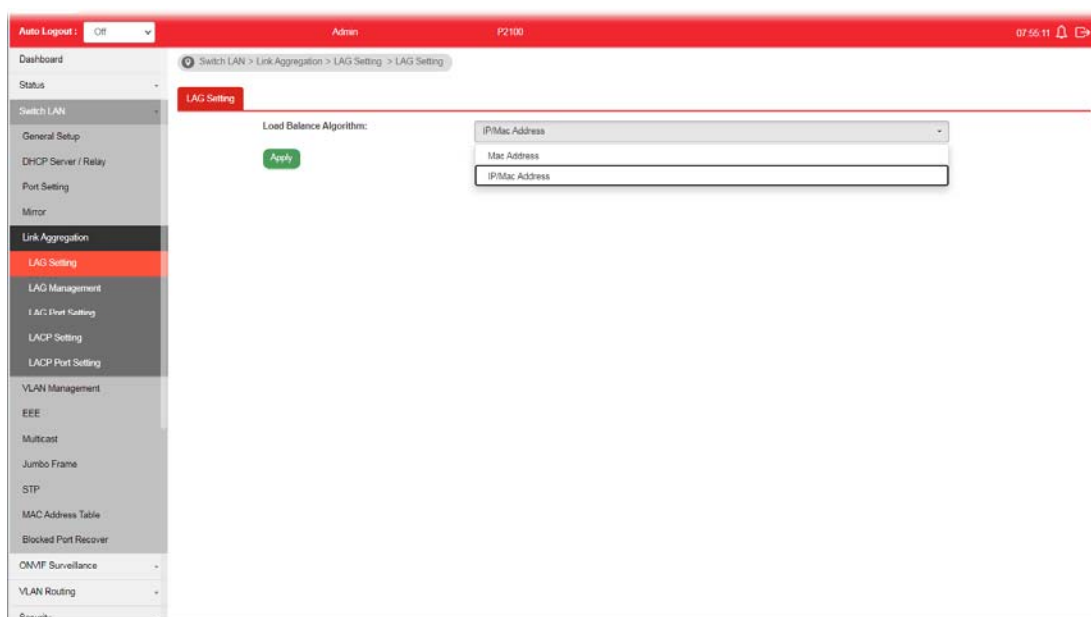 Auto Logout : Off Admin P2100 07:55:11
Dashboard
Switch LAN > Link Aggregation > LAG Setting > LAG Setting
Status
LAG Setting
Switch LAN
Load Balance Algorithm: IP/Mac Address
General Setup
Mac Address
DHCP Server / Relay
Apply
IP/Mac Address
Port Setting
Mirror
Link Aggregation
LAG Setting
LAG Management
LAG Port Setting
LACP Setting
LACP Port Setting
VLAN Management
EEE
Multicast
Jumbo Frame
STP
MAC Address Table
Blocked Port Recover
ONVIF Surveillance
VLAN Routing
Security